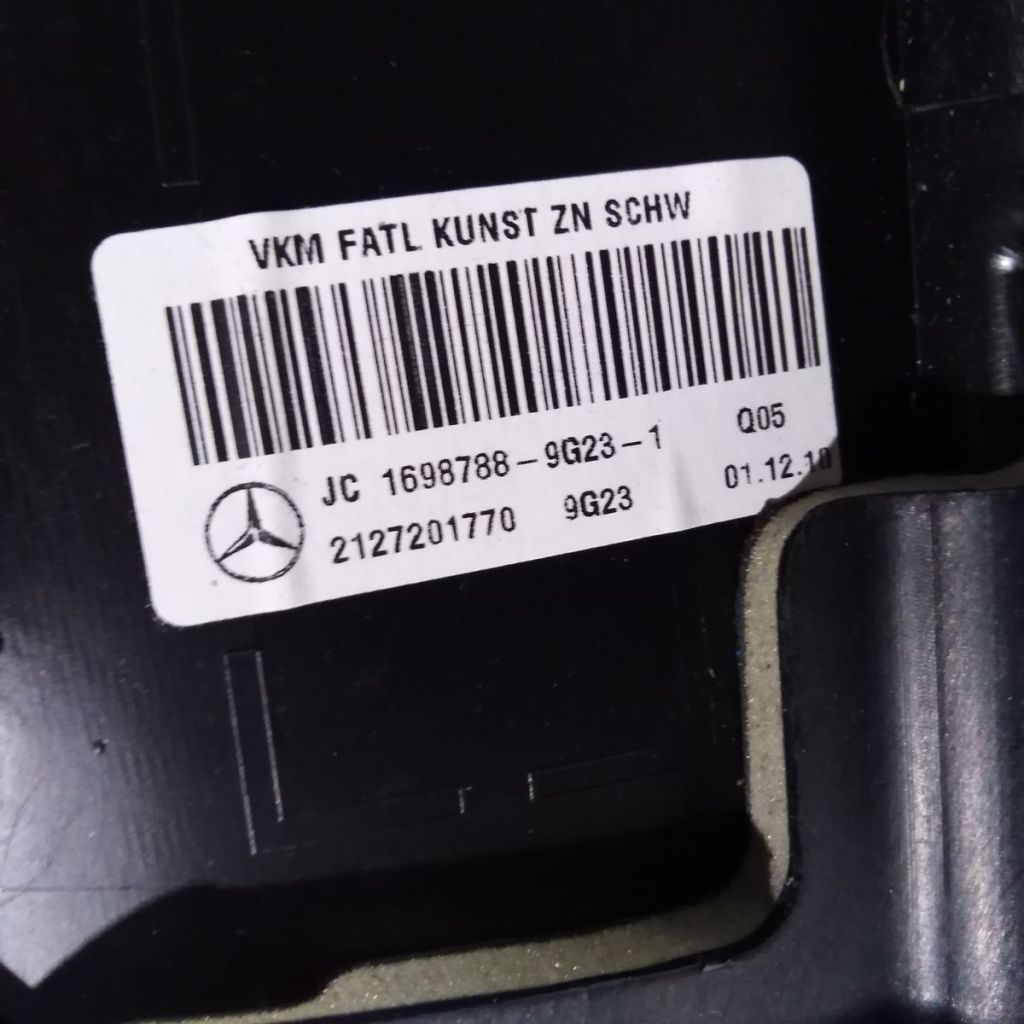 VKM FATL KUNST ZN SCHW
JC 1698788-9G23-1 Q05
2127201770 9G23 01.12.10